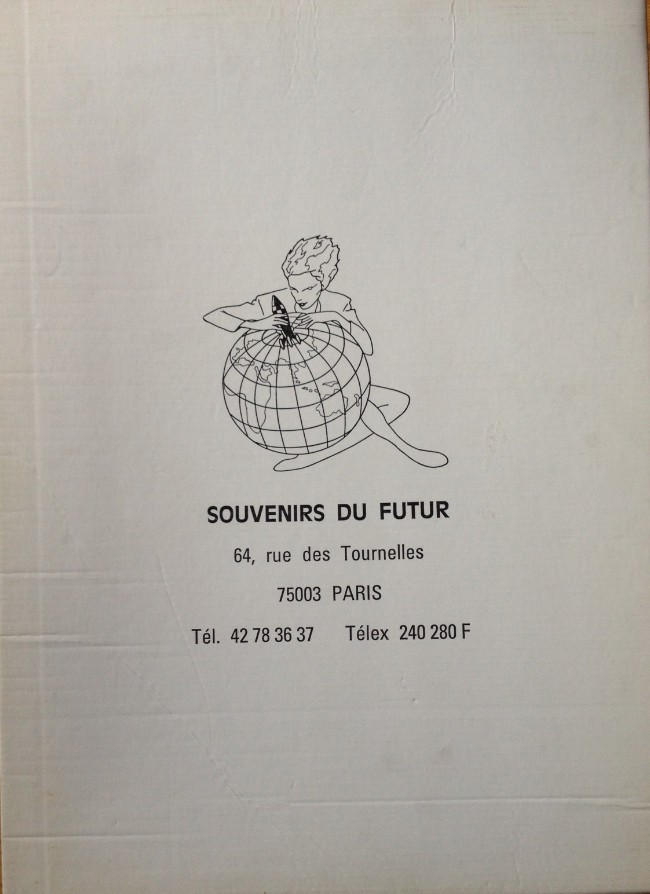 SOUVENIRS DU FUTUR
64, rue des Tournelles
75003 PARIS
Tél. 42 78 36 37 Télex 240 280 F